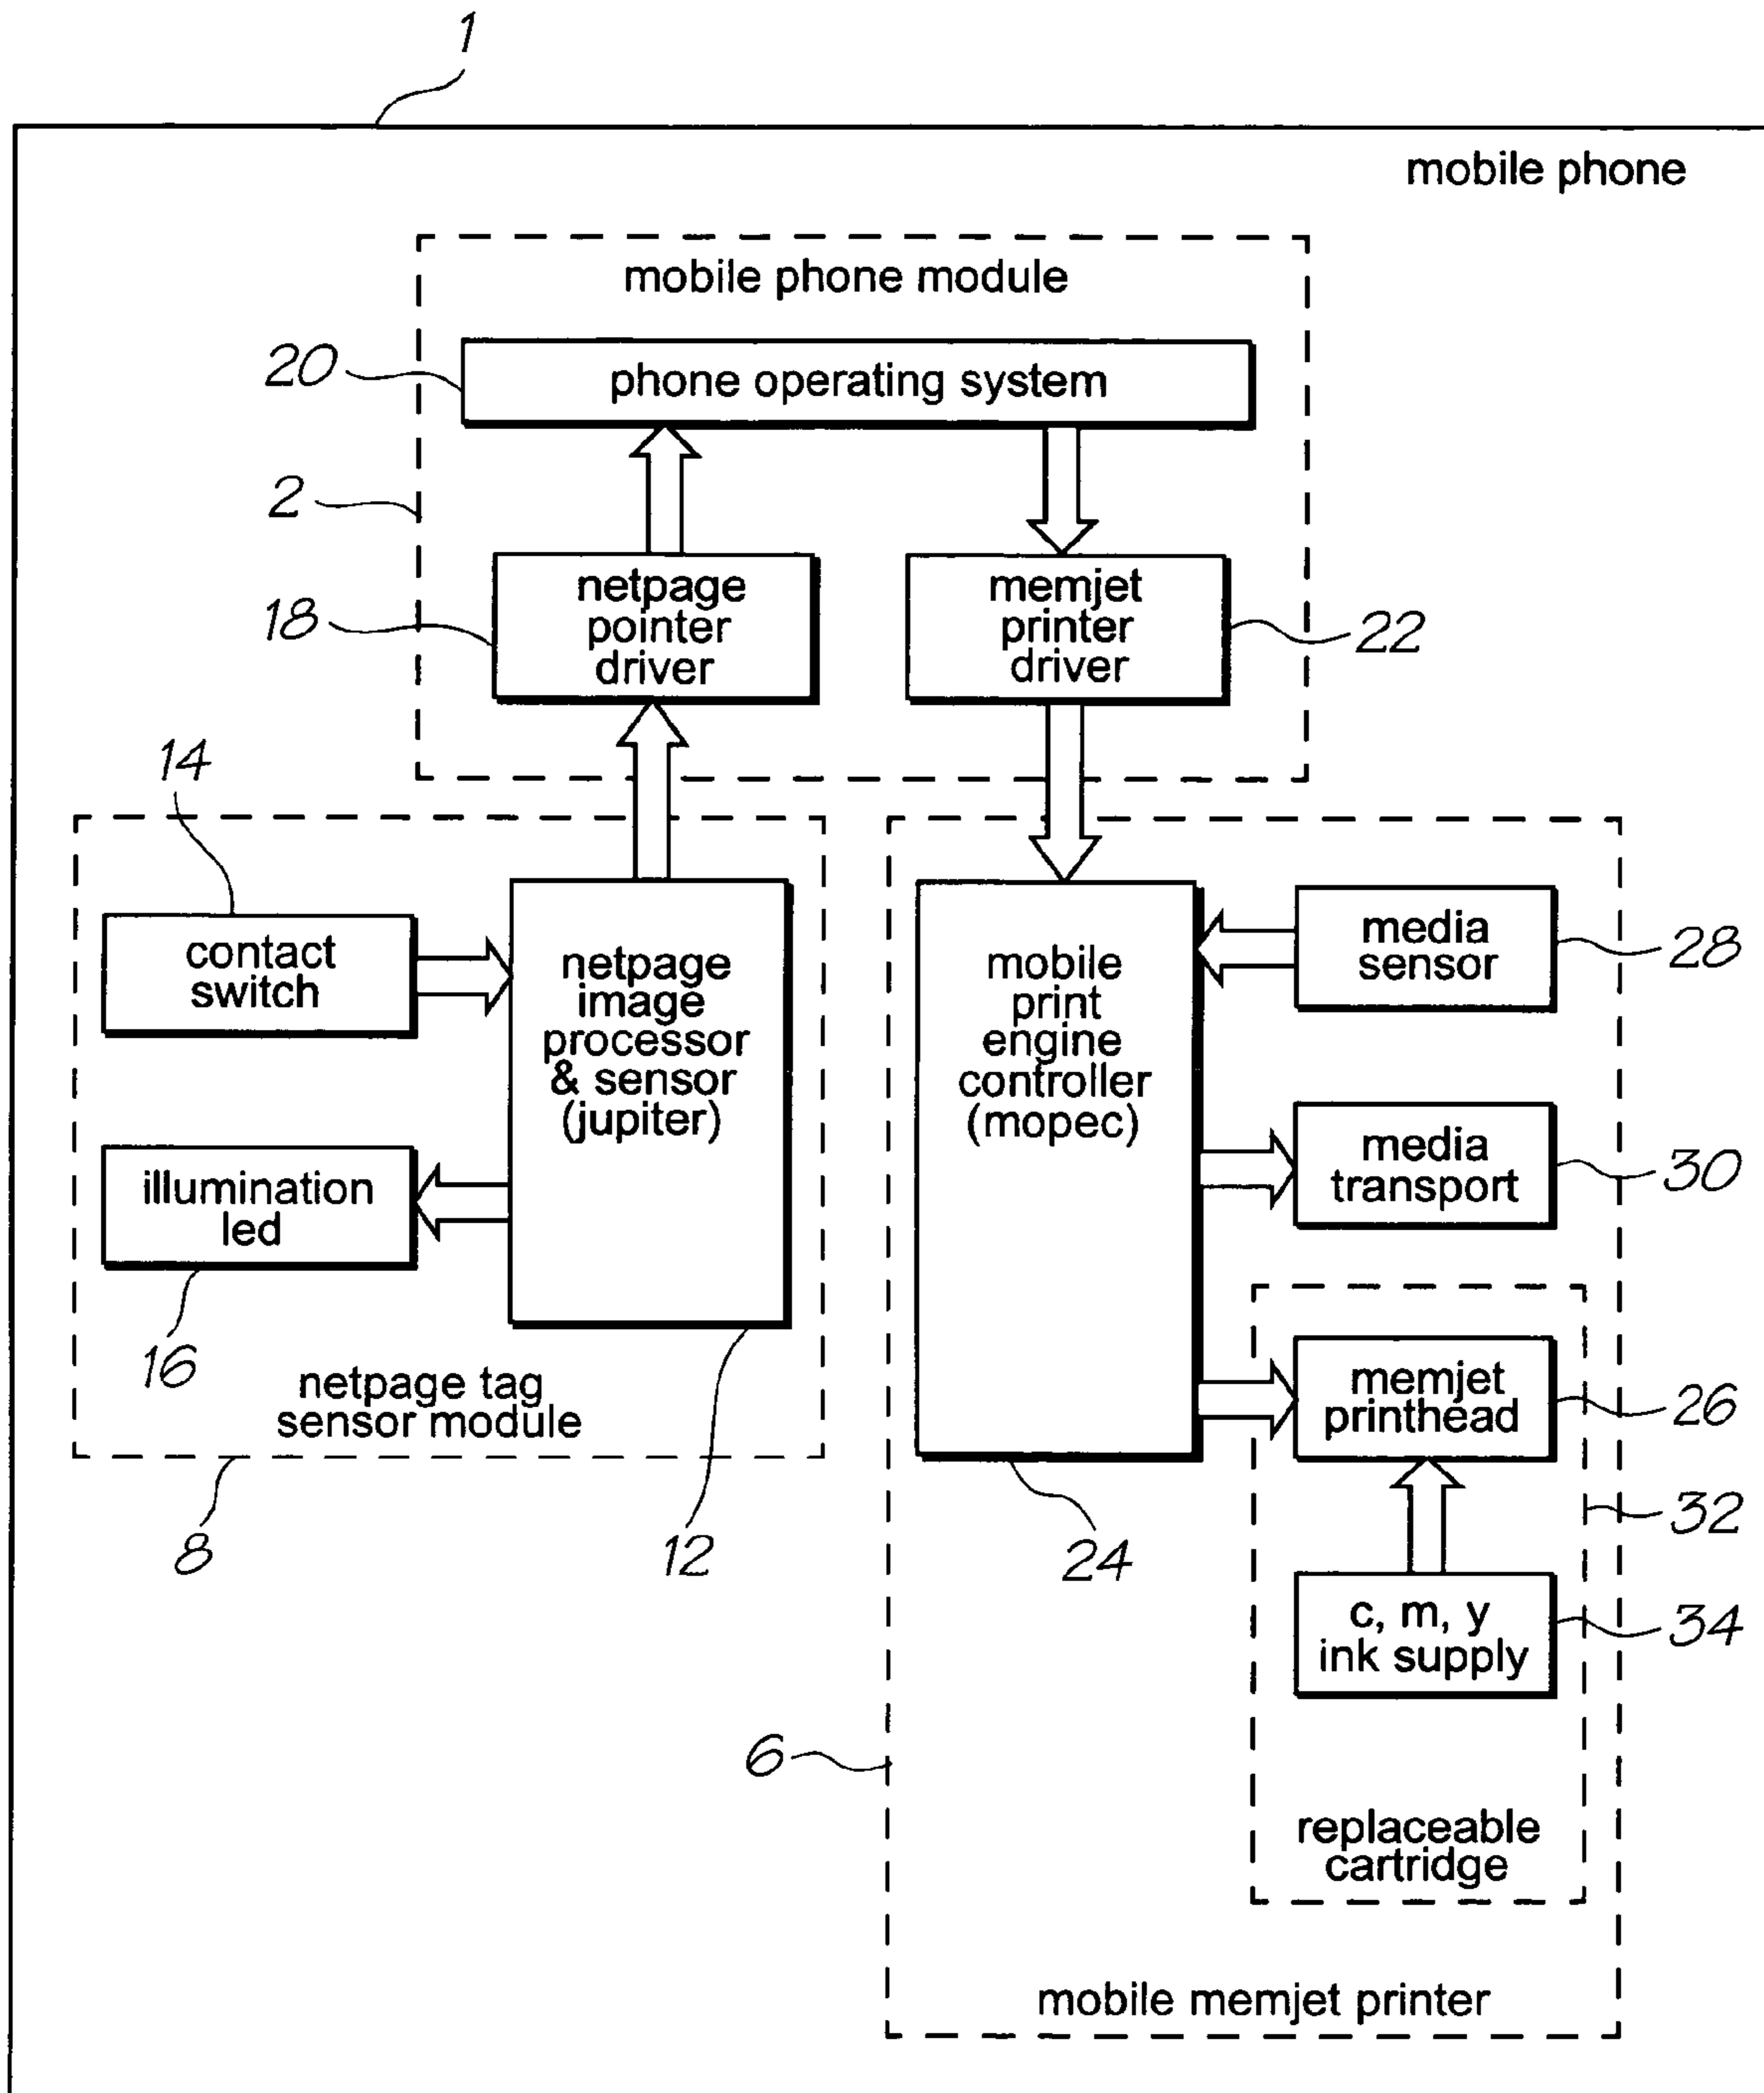 1
mobile phone
mobile phone module
20
phone operating system
2
18
netpage
pointer
driver
memjet
printer
driver
22
14
contact
switch
netpage
image
processor
& sensor
(jupiter)
illumination
led
16
netpage tag
sensor module
8
12
mobile
print
engine
controller
(mopec)
media
sensor
28
media
transport
30
memjet
printhead
26
24
32
c, m, y
ink supply
34
6
replaceable
cartridge
mobile memjet printer